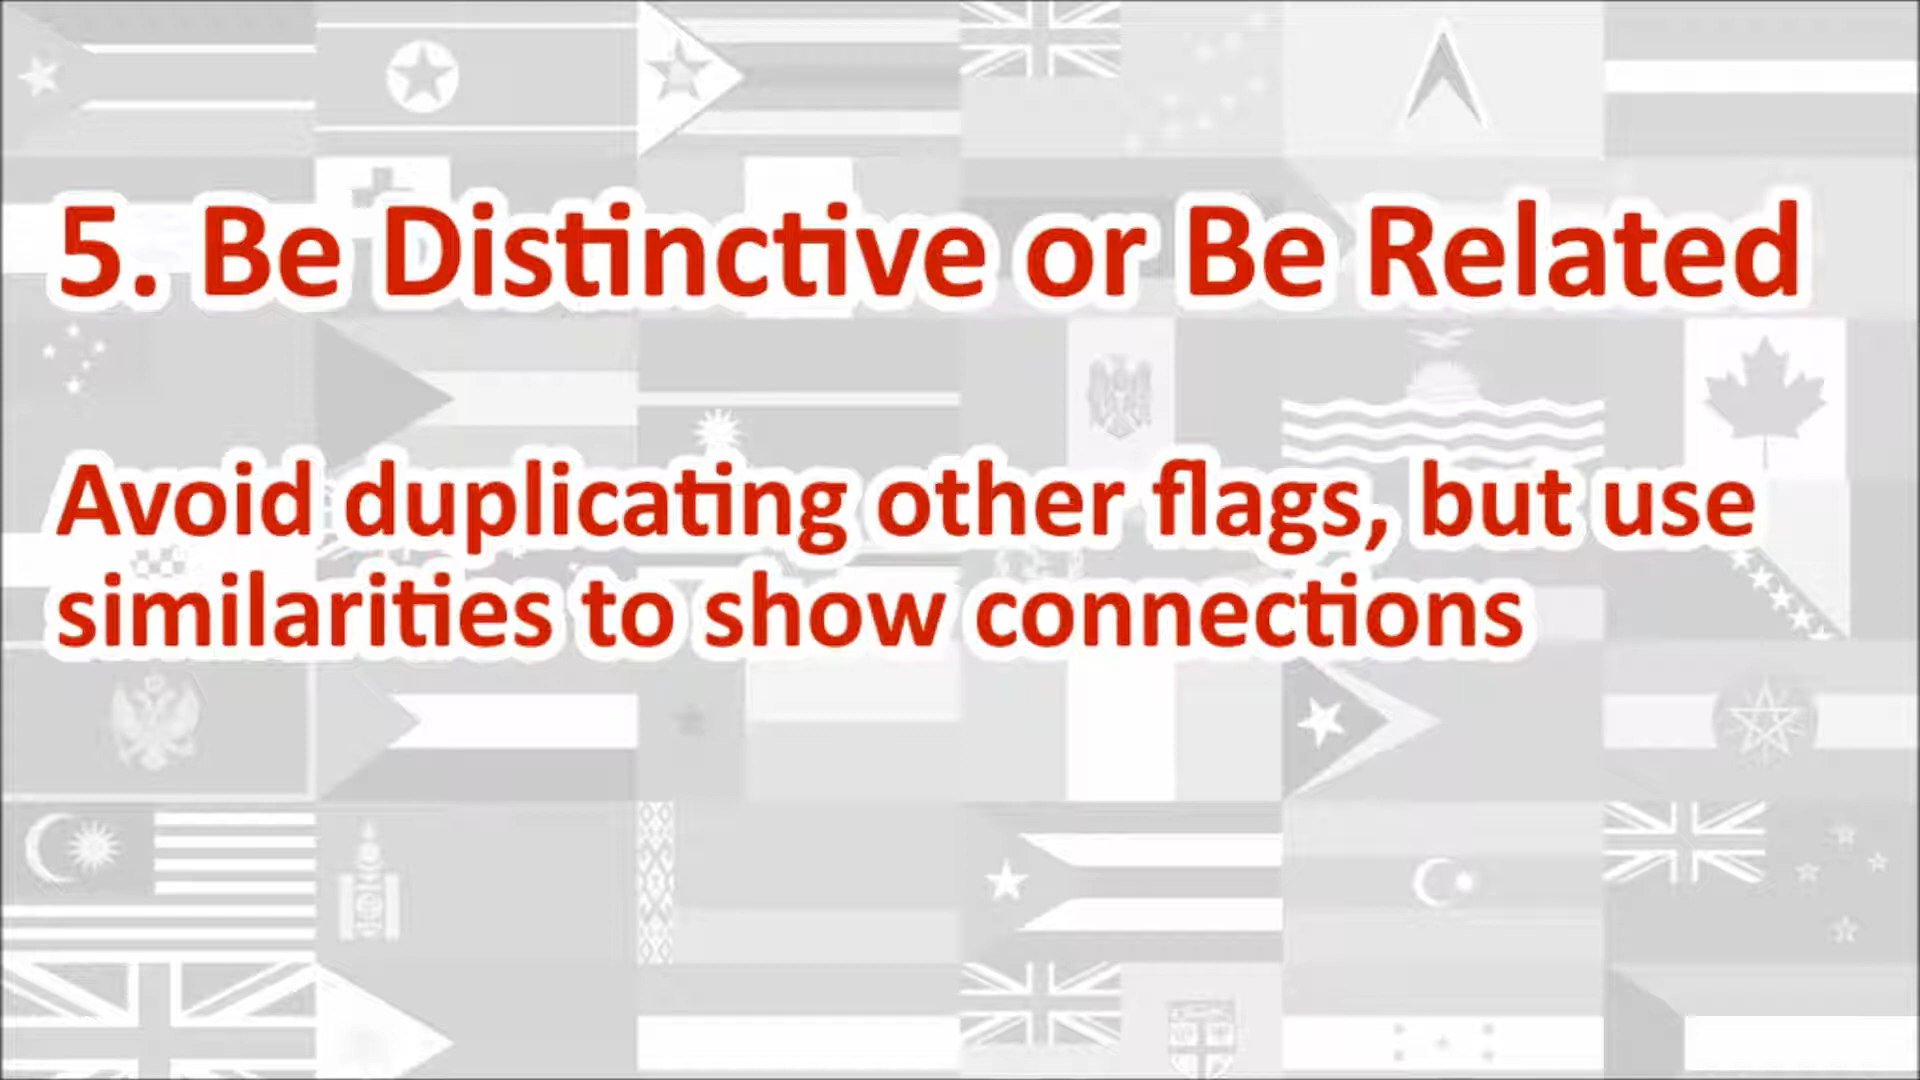 5. Be Distinctive or Be Related
Avoid duplicating other flags, but use
similarities to show connections